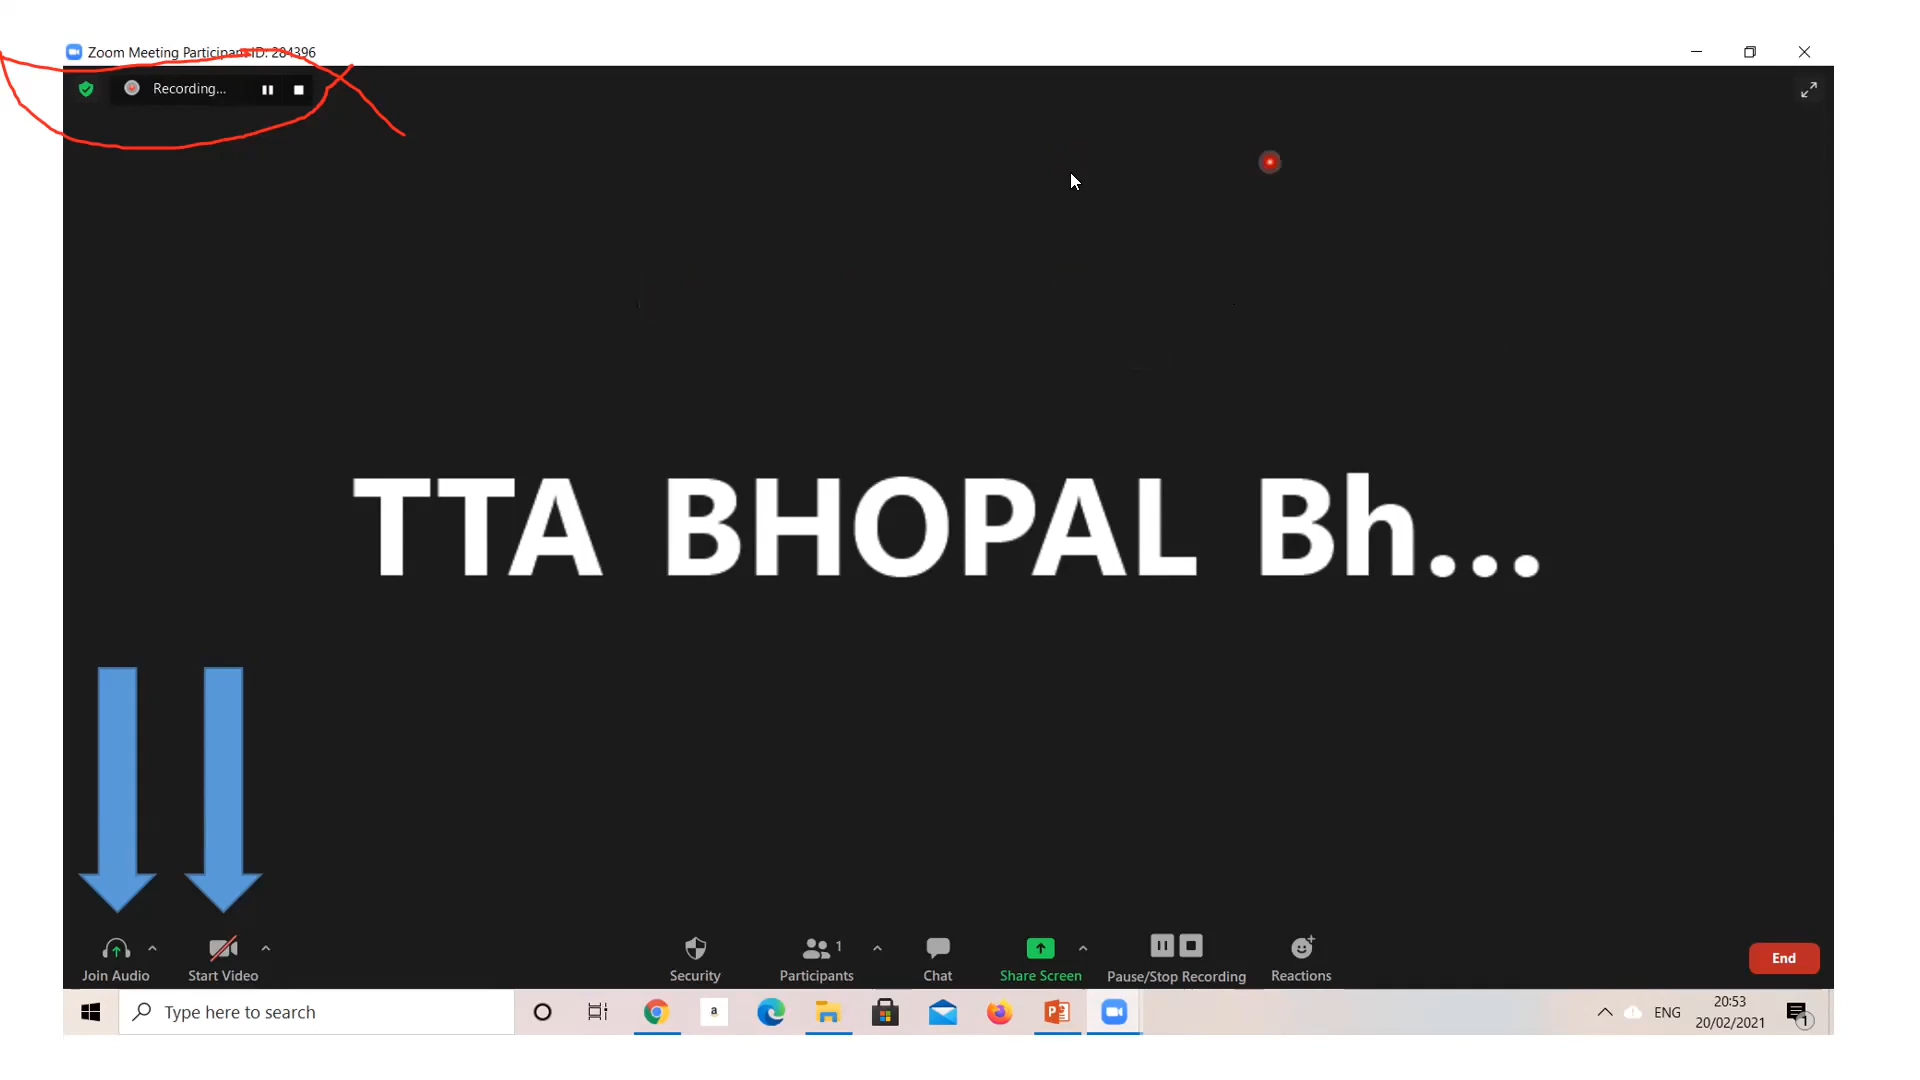 Zoom Meeting Participant ID: 284396
Recording...
TTA BHOPAL Bh...
Join Audio
Start Video
Security
Participants 1
Chat
Share Screen
Pause/Stop Recording
Reactions
End
Type here to search
a
ENG
20:53
20/02/2021
1